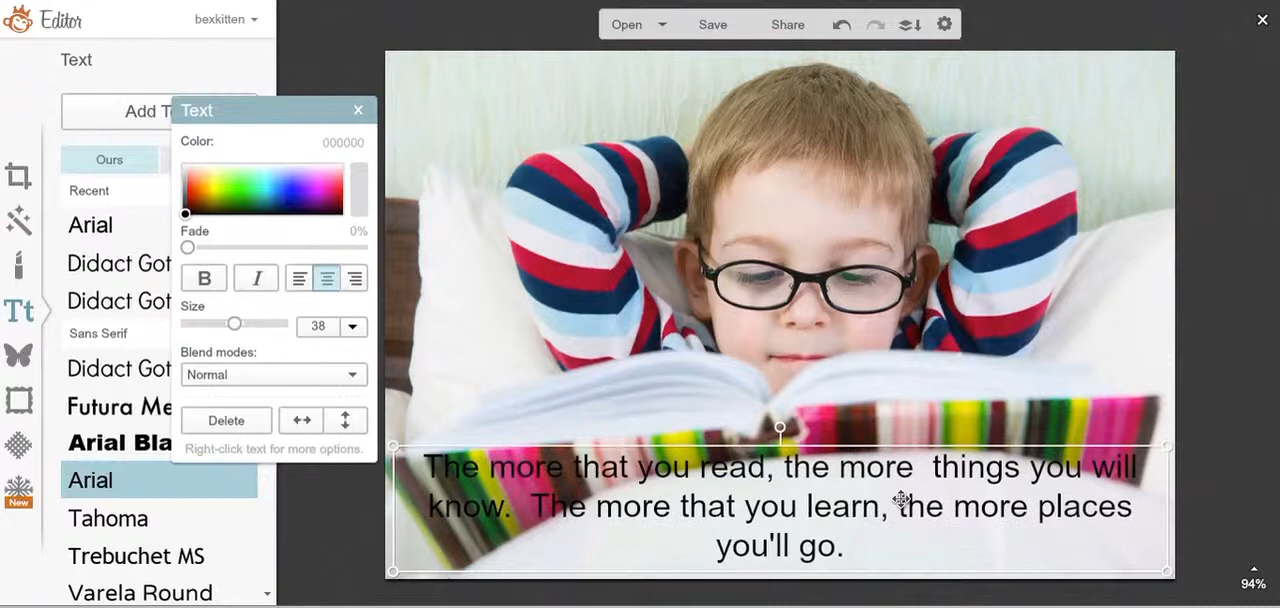 Editor
bexkitten
Open
Save
Share
Text
Add T
Text
Color:
000000
Ours
Recent
Arial
Fade
0%
Didact Got
Didact Got
Size
38
Sans Serif
Blend modes:
Normal
Didact Got
Futura Me
Delete
Arial Bla
Right-click text for more options.
Arial
Tahoma
Trebuchet MS
Varela Round
Tt
B
I
New
The more that you read, the more  things you will
know.  The more that you learn, the more places
you'll go.
94%